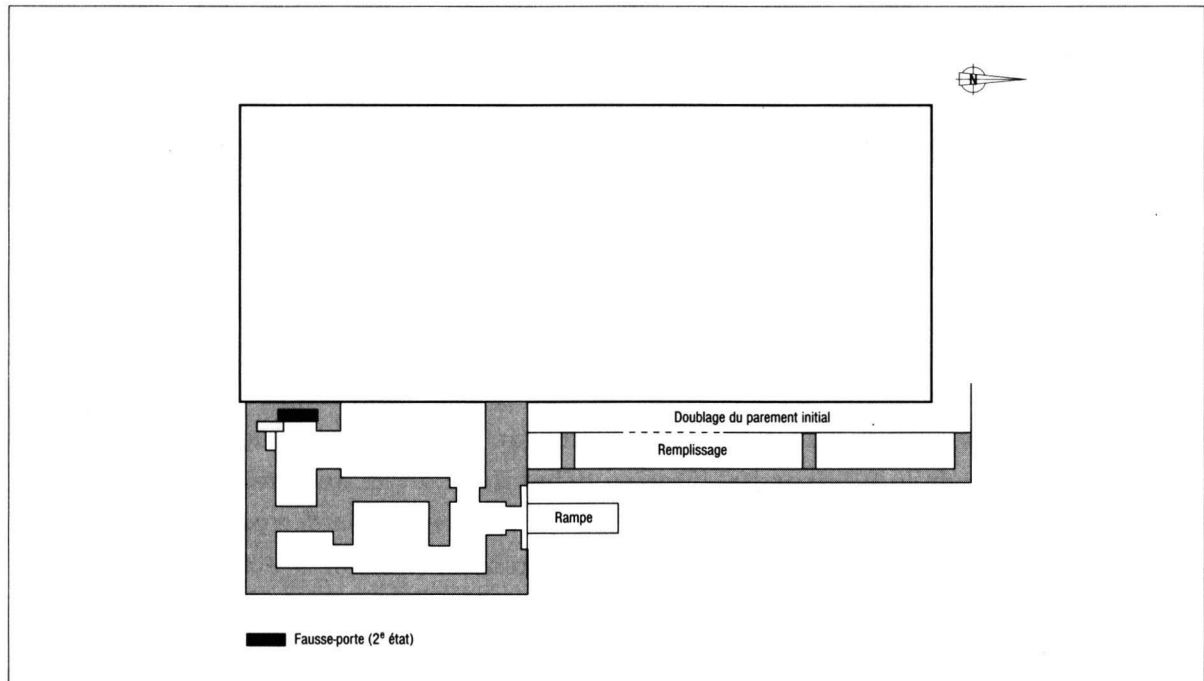 N
Doublage du parement initial
Remplissage
Rampe
Fausse-porte (2e état)